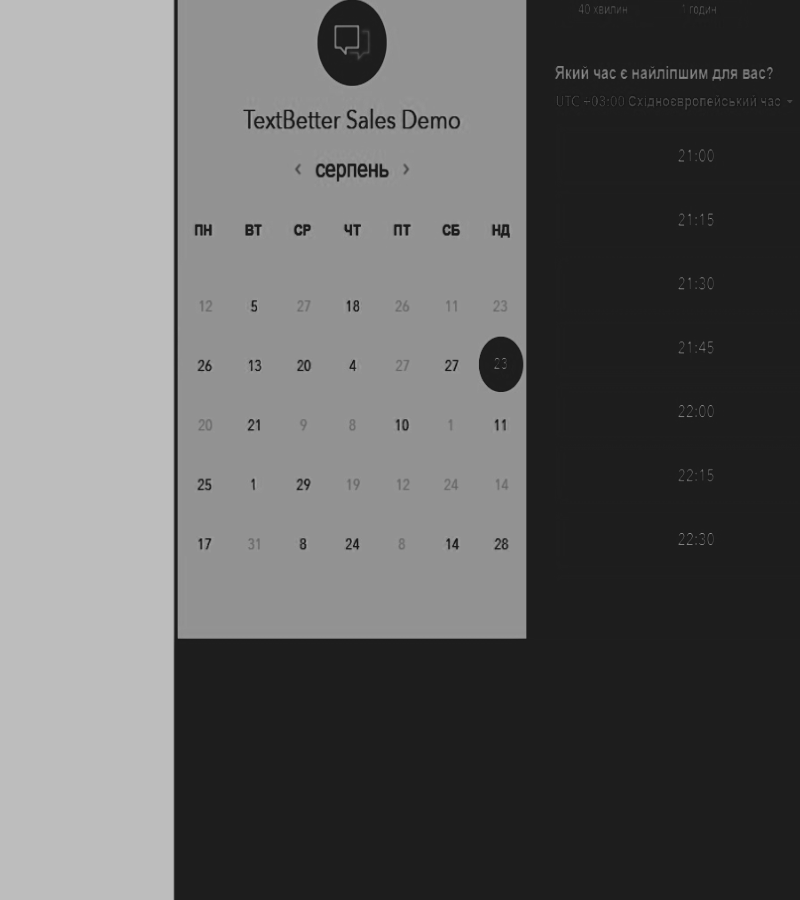 TextBetter Sales Demo
‹ серпень ›
ПН ВТ СР ЧТ ПТ СБ НД
12 5 27 18 26 11 23
26 13 20 4 27 27 23
20 21 9 8 10 1 11
25 1 29 19 12 24 14
17 31 8 24 8 14 28
40 хвилин 1 годин
Який час є найліпшим для вас?
UTC +03:00 Східноєвропейський час
21:00
21:15
21:30
21:45
22:00
22:15
22:30